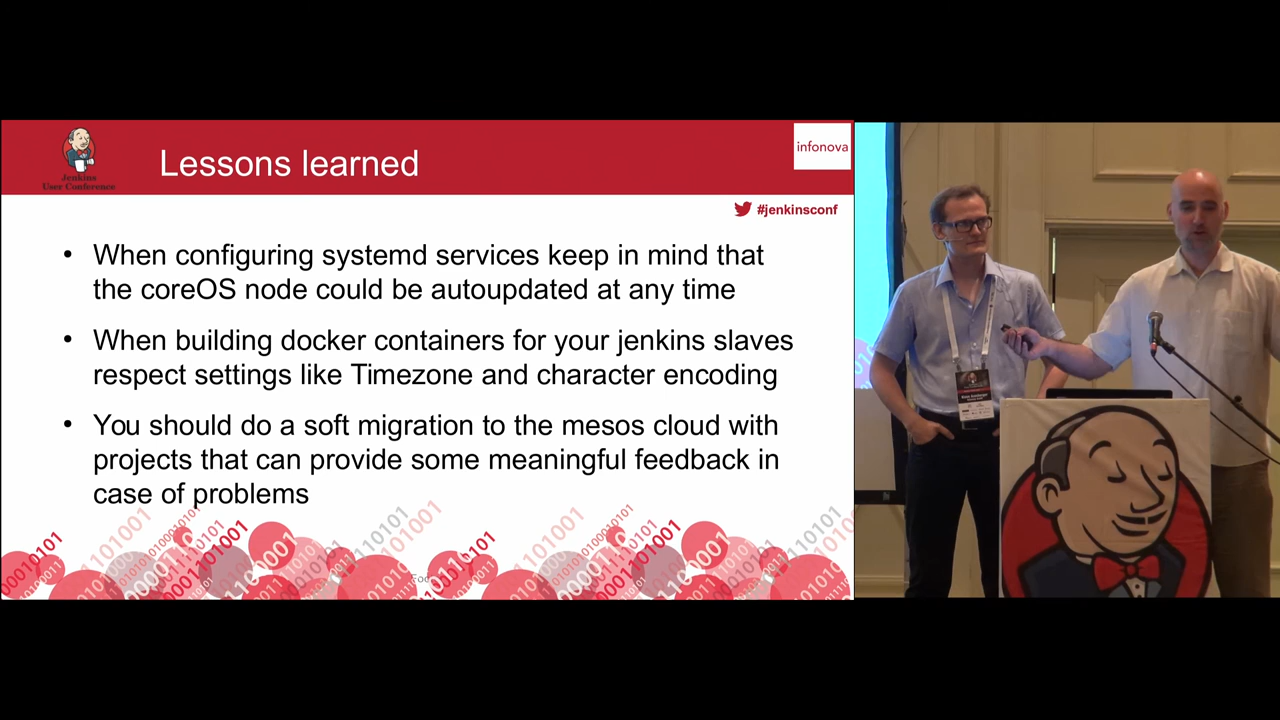 Jenkins
User Conference
Lessons learned
infonova
#jenkinsconf
• When configuring systemd services keep in mind that
the coreOS node could be autoupdated at any time
• When building docker containers for your jenkins slaves
respect settings like Timezone and character encoding
• You should do a soft migration to the mesos cloud with
projects that can provide some meaningful feedback in
case of problems